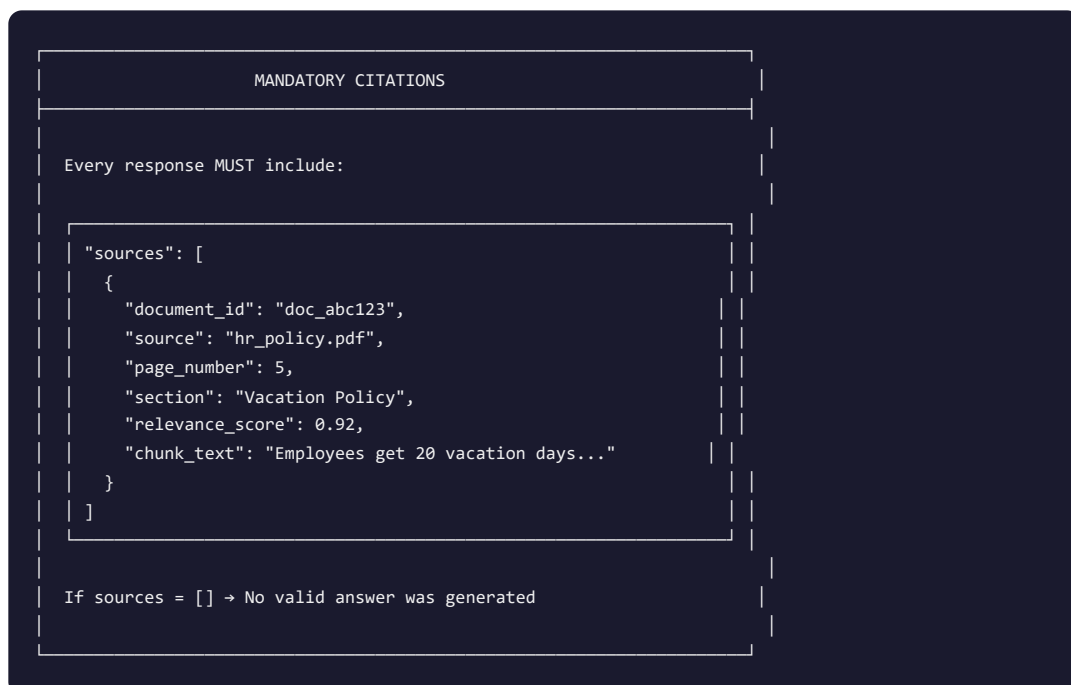 MANDATORY CITATIONS
Every response MUST include:
"sources": [
{
"document_id": "doc_abc123",
"source": "hr_policy.pdf",
"page_number": 5,
"section": "Vacation Policy",
"relevance_score": 0.92,
"chunk_text": "Employees get 20 vacation days..."
}
]
If sources = [] → No valid answer was generated